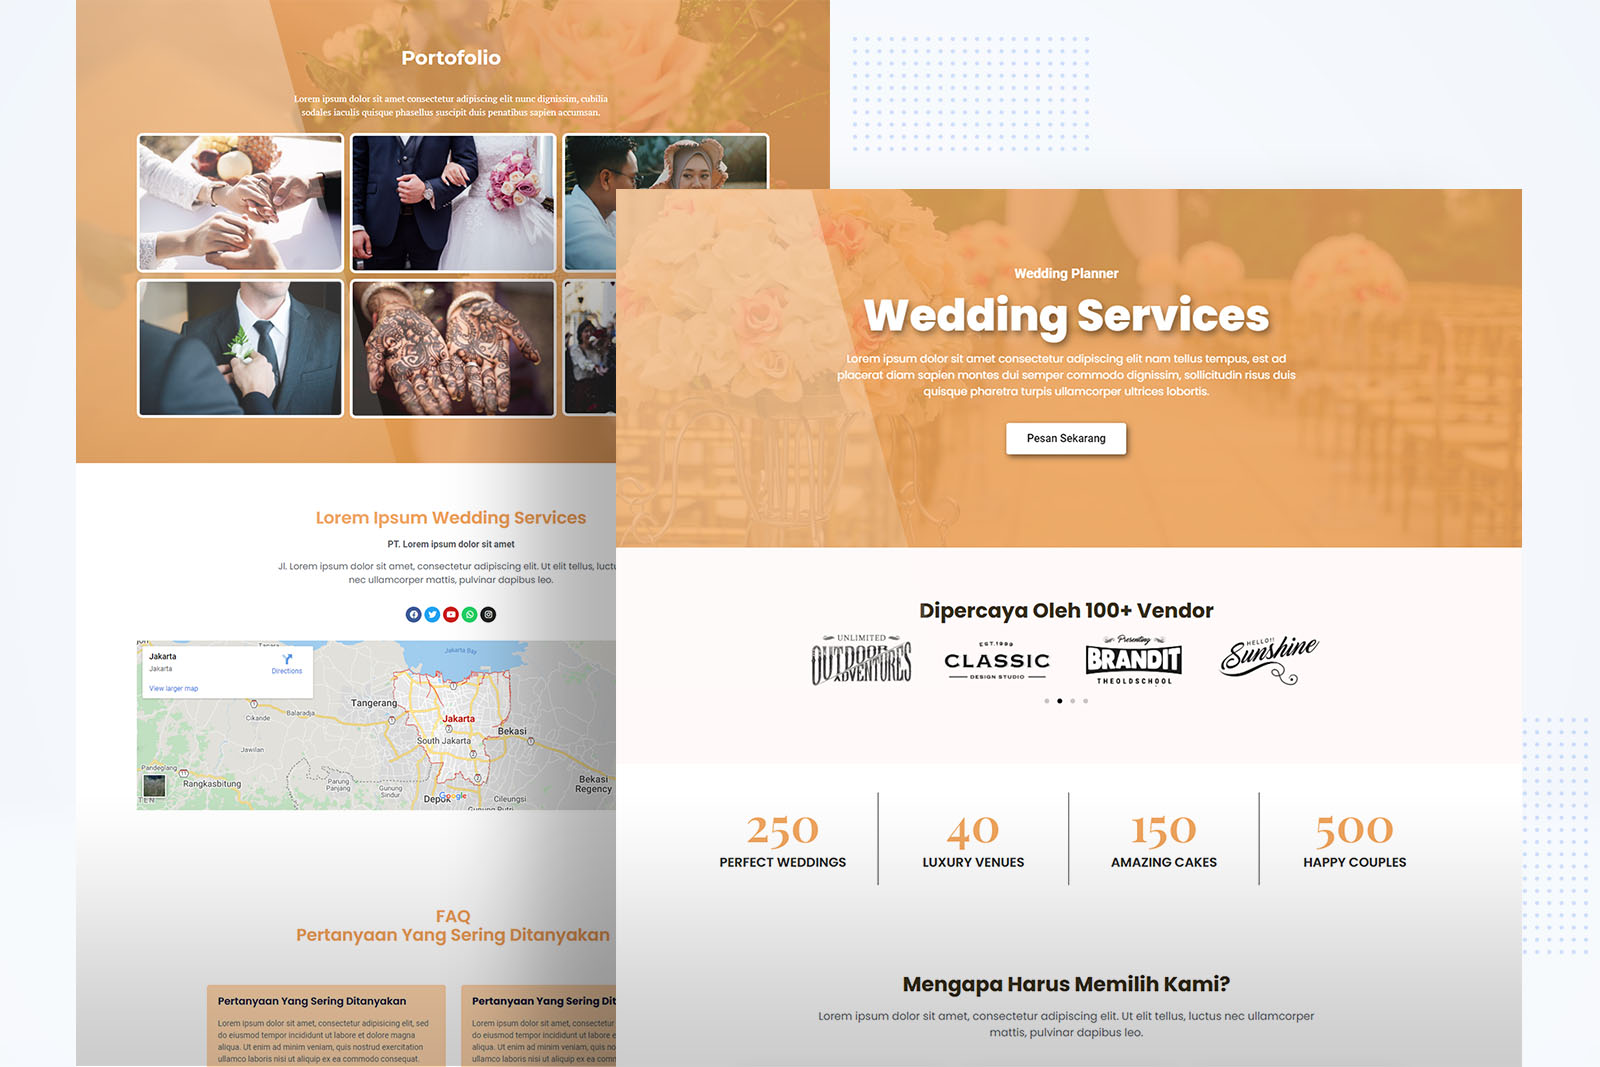 Portofolio
Lorem ipsum dolor sit amet consectetur adipiscing elit nunc dignissim, cubilia
sodales iaculis quisque phasellus suscipit duis penatibus sapien accumsan.
Lorem Ipsum Wedding Services
PT. Lorem ipsum dolor sit amet
Jl. Lorem ipsum dolor sit amet, consectetur adipiscing elit. Ut elit tellus,
nec ullamcorper mattis, pulvinar dapibus leo.
Jakarta
Jakarta
Directions
View larger map
Jakarta Bay
Tangerang
Cikande
Balaradja
Jakarta
Bekasi
South Jakarta
Jawilan
Pandeglang
Rangkasbitung
Parung
Panjang
Gunung
Sindur
Depok
Google
Cileungsi
Bekasi
Regency
Gunung Putri
FAQ
Pertanyaan Yang Sering Ditanyakan
Pertanyaan Yang Sering Ditanyakan
Lorem ipsum dolor sit amet, consectetur adipisicing elit, sed
do eiusmod tempor incididunt ut labore et dolore magna
aliqua. Ut enim ad minim veniam, quis nostrud exercitation
ullamco laboris nisi ut aliquip ex ea commodo consequat.
Pertanyaan Yang Sering Dit
Lorem ipsum dolor sit amet, consectetur
do eiusmod tempor incididunt ut labore
aliqua. Ut enim ad minim veniam, quis
ullamco laboris nisi ut aliquip ex ea com
Wedding Planner
Wedding Services
Lorem ipsum dolor sit amet consectetur adipiscing elit nam tellus tempus, est ad
placerat diam sapien montes dui semper commodo dignissim, sollicitudin risus duis
quisque pharetra turpis ullamcorper ultrices lobortis.
Pesan Sekarang
Dipercaya Oleh 100+ Vendor
UNLIMITED
OUTDOOR
ADVENTURES
EST.1990
CLASSIC
DESIGN STUDIO
Presenting
BRANDIT
THEOLDSCHOOL
HELLO!!
Sunshine
250
PERFECT WEDDINGS
40
LUXURY VENUES
150
AMAZING CAKES
500
HAPPY COUPLES
Mengapa Harus Memilih Kami?
Lorem ipsum dolor sit amet, consectetur adipiscing elit. Ut elit tellus, luctus nec ullamcorper
mattis, pulvinar dapibus leo.